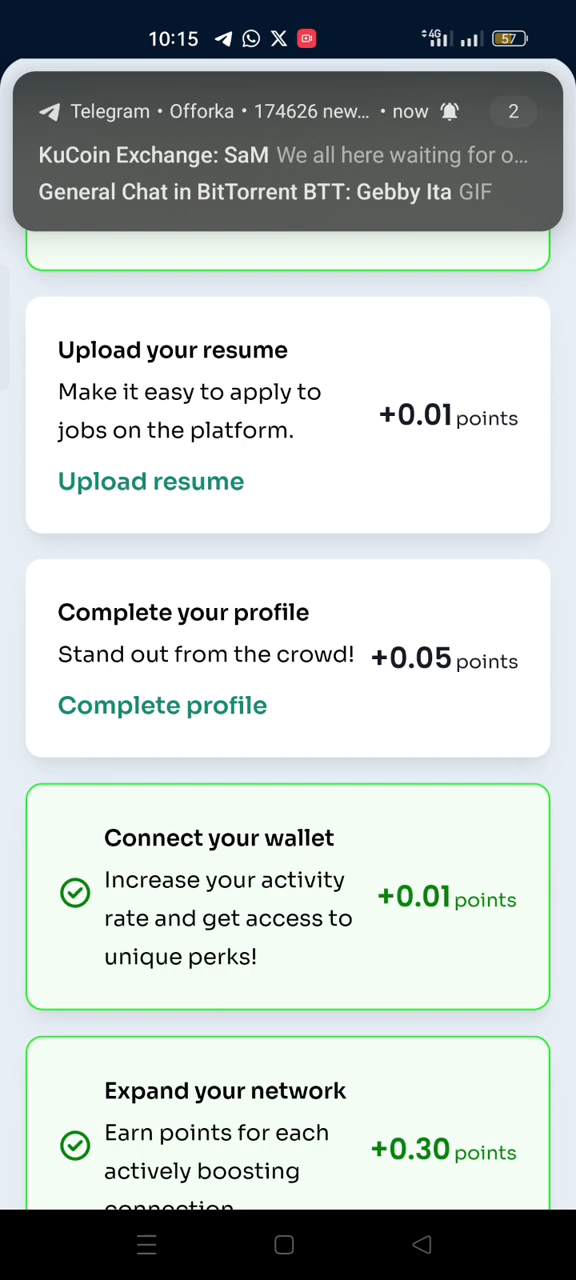 10:15
4G
57
Telegram • Offorka • 174626 new... • now
2
KuCoin Exchange: SaM We all here waiting for o...
General Chat in BitTorrent BTT: Gebby Ita GIF
Upload your resume
Make it easy to apply to
jobs on the platform.
+0.01 points
Upload resume
Complete your profile
Stand out from the crowd!
+0.05 points
Complete profile
Connect your wallet
Increase your activity
rate and get access to
unique perks!
+0.01 points
Expand your network
Earn points for each
actively boosting
connection
+0.30 points